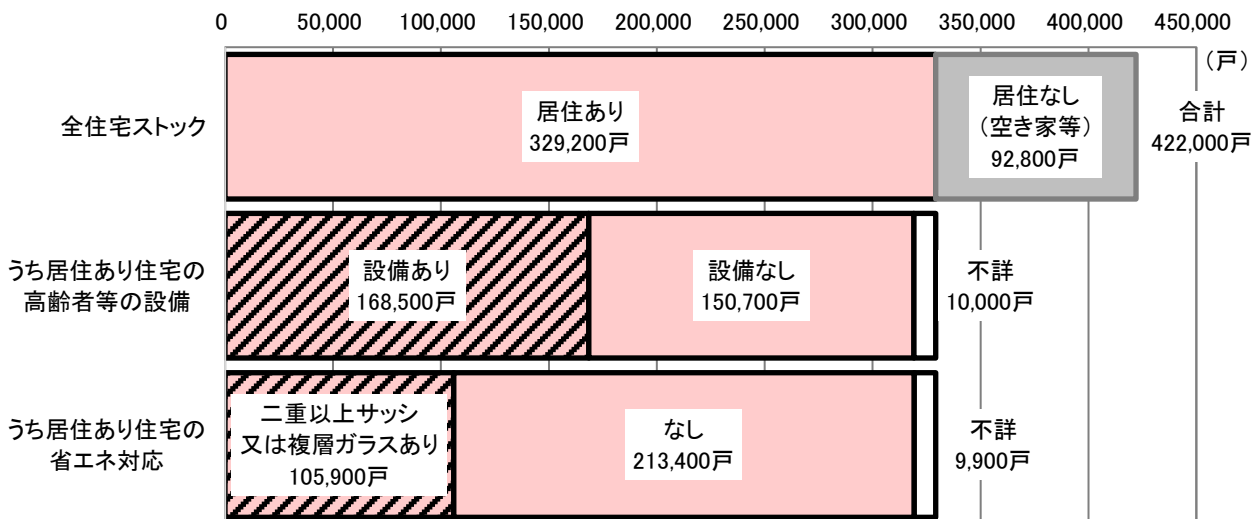 0 50,000 100,000 150,000 200,000 250,000 300,000 350,000 400,000 450,000
（戸）
全住宅ストック
居住あり
329,200戸
居住なし
（空き家等）
92,800戸
合計
422,000戸
うち居住あり住宅の
高齢者等の設備
設備あり
168,500戸
設備なし
150,700戸
不詳
10,000戸
うち居住あり住宅の
省エネ対応
二重以上サッシ
又は複層ガラスあり
105,900戸
なし
213,400戸
不詳
9,900戸